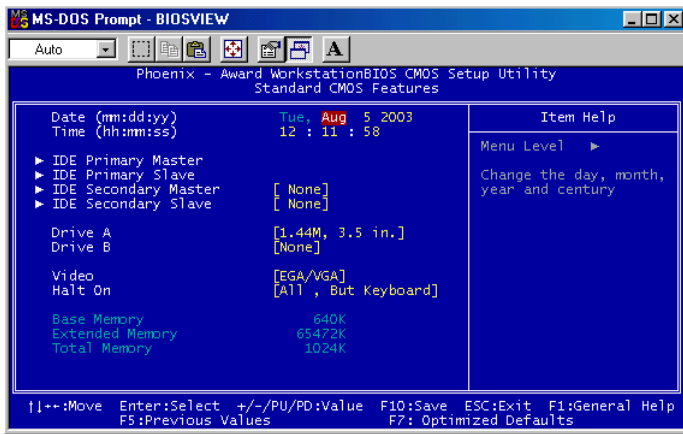 MS-DOS Prompt - BIOSVIEW
Auto
A
Phoenix - Award WorkstationBIOS CMOS Setup Utility
Standard CMOS Features
Date (mm:dd:yy) Tue, Aug 5 2003
Time (hh:mm:ss) 12 : 11 : 58
► IDE Primary Master
► IDE Primary Slave
► IDE Secondary Master [ None]
► IDE Secondary Slave [ None]
Drive A [1.44M, 3.5 in.]
Drive B [None]
Video [EGA/VGA]
Halt On [All , But Keyboard]
Base Memory 640K
Extended Memory 65472K
Total Memory 1024K
Item Help
Menu Level ►
Change the day, month,
year and century
↑↓++:Move Enter:Select +/-/PU/PD:Value F10:Save ESC:Exit F1:General Help
F5:Previous Values F7: Optimized Defaults